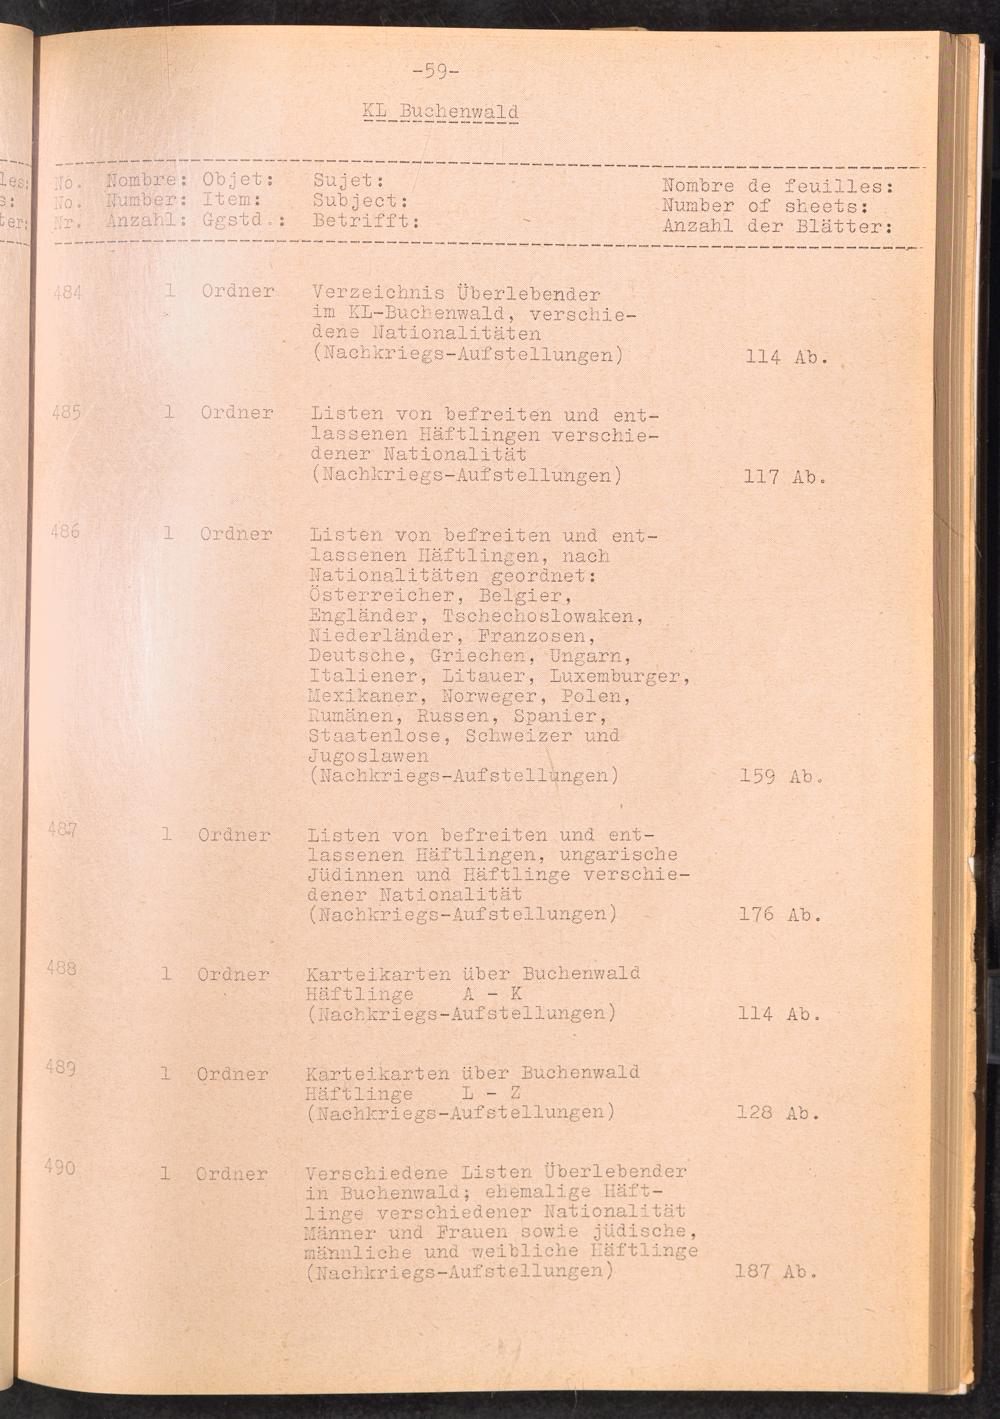 -59-
KL Buchenwald
No. Nombre: Objet: Sujet: Nombre de feuilles:
No. Number: Item: Subject: Number of sheets:
Nr. Anzahl: Ggstd.: Betrifft: Anzahl der Blätter:
484 1 Ordner Verzeichnis Überlebender
im KL-Buchenwald, verschie-
dene Nationalitäten
(Nachkriegs-Aufstellungen) 114 Ab.
485 1 Ordner Listen von befreiten und ent-
lassenen Häftlingen verschie-
dener Nationalität
(Nachkriegs-Aufstellungen) 117 Ab.
486 1 Ordner Listen von befreiten und ent-
lassenen Häftlingen, nach
Nationalitäten geordnet:
Österreicher, Belgier,
Engländer, Tschechoslowaken,
Niederländer, Franzosen,
Deutsche, Griechen, Ungarn,
Italiener, Litauer, Luxemburger,
Mexikaner, Norweger, Polen,
Rumänen, Russen, Spanier,
Staatenlose, Schweizer und
Jugoslawen
(Nachkriegs-Aufstellungen) 159 Ab.
487 1 Ordner Listen von befreiten und ent-
lassenen Häftlingen, ungarische
Jüdinnen und Häftlinge verschie-
dener Nationalität
(Nachkriegs-Aufstellungen) 176 Ab.
488 1 Ordner Karteikarten über Buchenwald
Häftlinge A - K
(Nachkriegs-Aufstellungen) 114 Ab.
489 1 Ordner Karteikarten über Buchenwald
Häftlinge L - Z
(Nachkriegs-Aufstellungen) 128 Ab.
490 1 Ordner Verschiedene Listen Überlebender
in Buchenwald; ehemalige Häft-
linge verschiedener Nationalität
Männer und Frauen sowie jüdische,
männliche und weibliche Häftlinge
(Nachkriegs-Aufstellungen) 187 Ab.